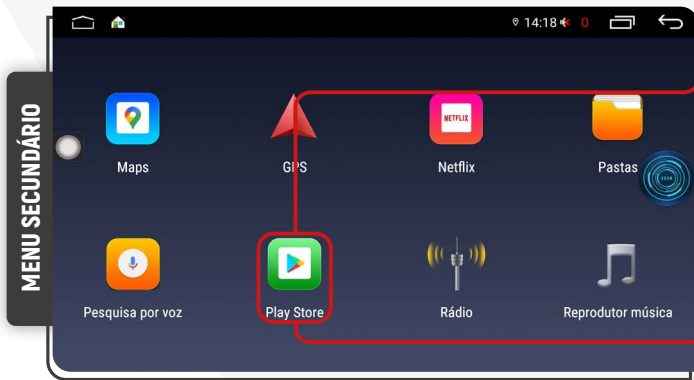 14:18 0
MENU SECUNDÁRIO
NETFLIX
Maps
GPS
Netflix
Pastas
Pesquisa por voz
Play Store
Rádio
Reprodutor música